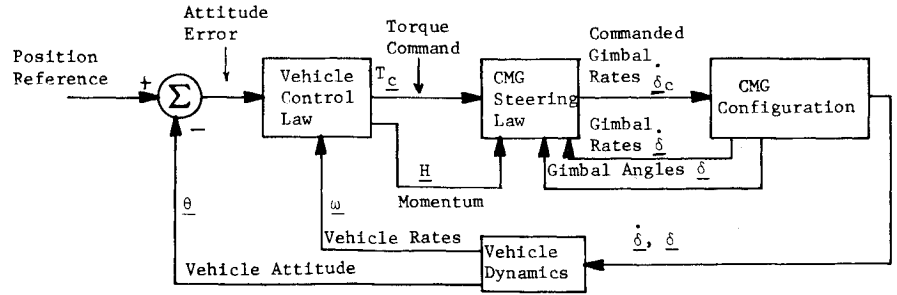 Attitude
Error
Position
Reference
+
Σ
−
Vehicle
Control
Law
T_c
Torque
Command
CMG
Steering
Law
Commanded
Gimbal
Rates δ̇c
Gimbal
Rates δ̇
Gimbal Angles δ
CMG
Configuration
H
Momentum
θ
ω
Vehicle Rates
Vehicle Attitude
Vehicle
Dynamics
δ̇, δ